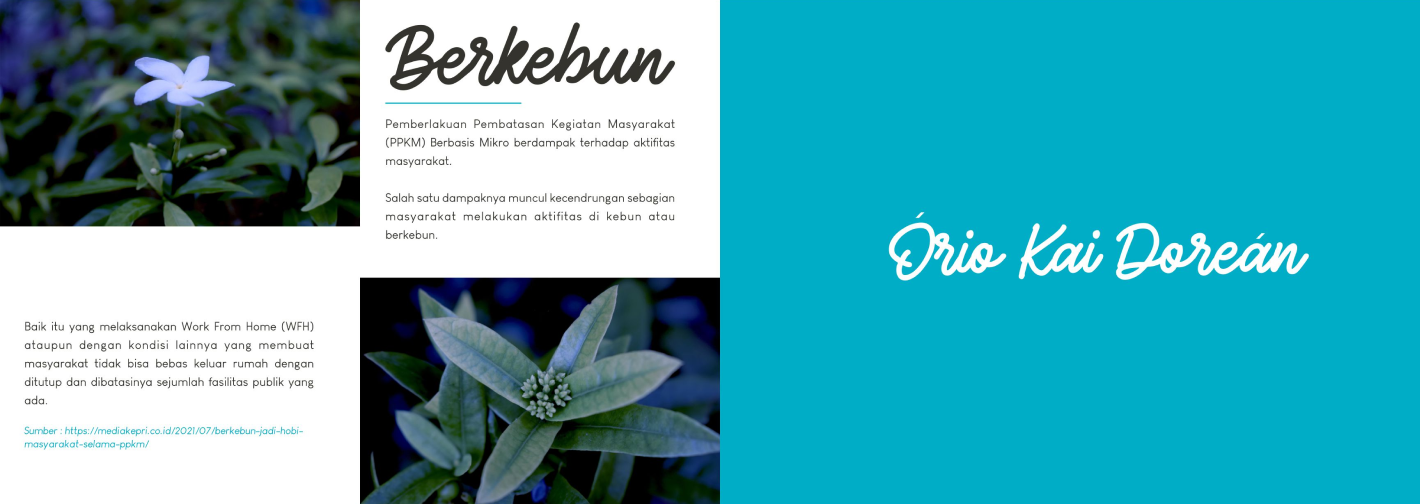 Berkebun
Pemberlakuan Pembatasan Kegiatan Masyarakat
(PPKM) Berbasis Mikro berdampak terhadap aktifitas
masyarakat.
Salah satu dampaknya muncul kecendrungan sebagian
masyarakat melakukan aktifitas di kebun atau
berkebun.
Baik itu yang melaksanakan Work From Home (WFH)
ataupun dengan kondisi lainnya yang membuat
masyarakat tidak bisa bebas keluar rumah dengan
ditutup dan dibatasinya sejumlah fasilitas publik yang
ada.
Sumber : https://mediakepri.co.id/2021/07/berkebun-jadi-hobi-
masyarakat-selama-ppkm/
Ório Kai Doreán